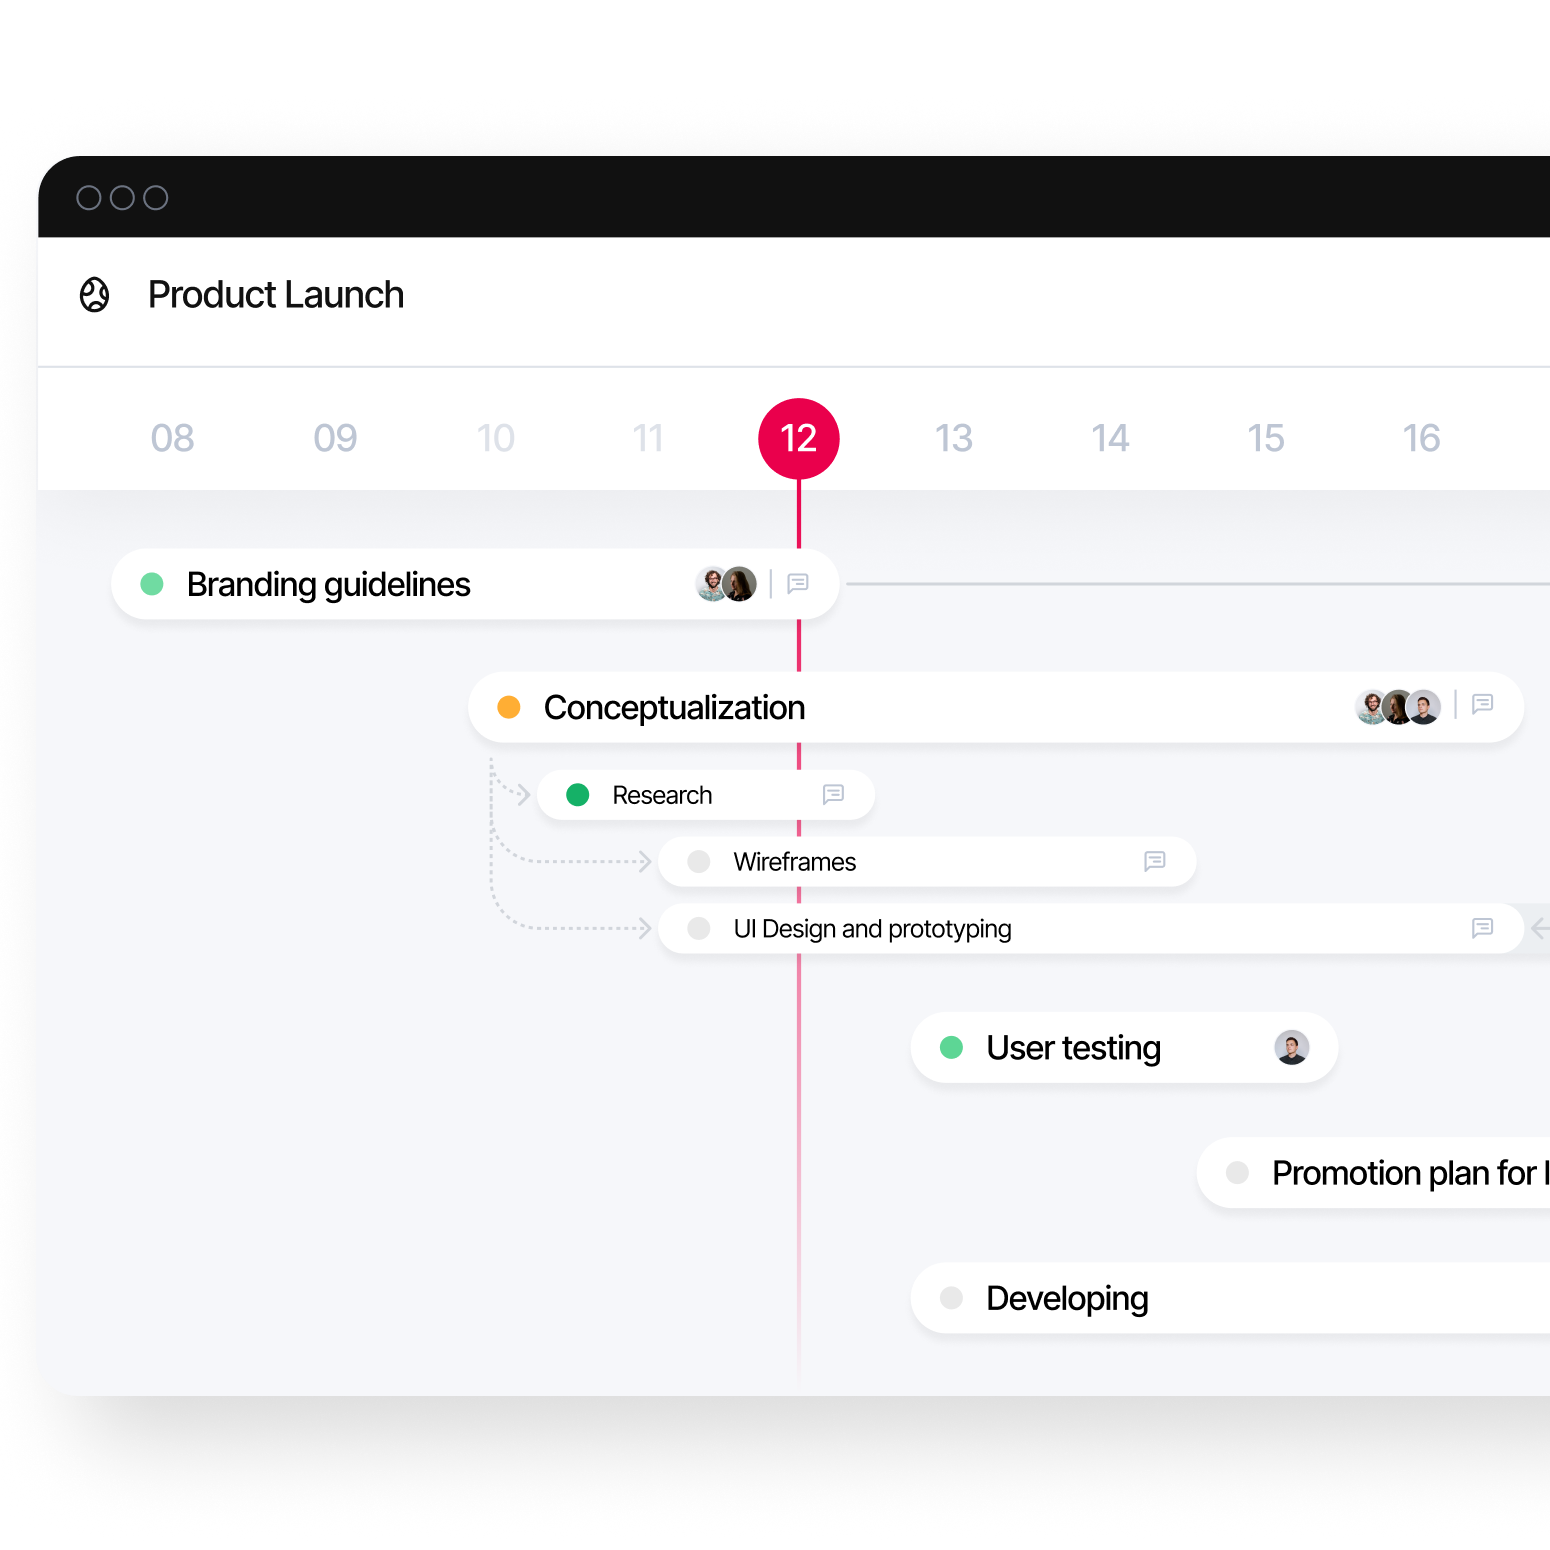 Product Launch
08 09 10 11 12 13 14 15 16
Branding guidelines
Conceptualization
Research
Wireframes
UI Design and prototyping
User testing
Promotion plan for
Developing